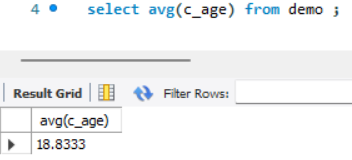 4 select avg(c_age) from demo ;
Result Grid Filter Rows:
avg(c_age)
18.8333